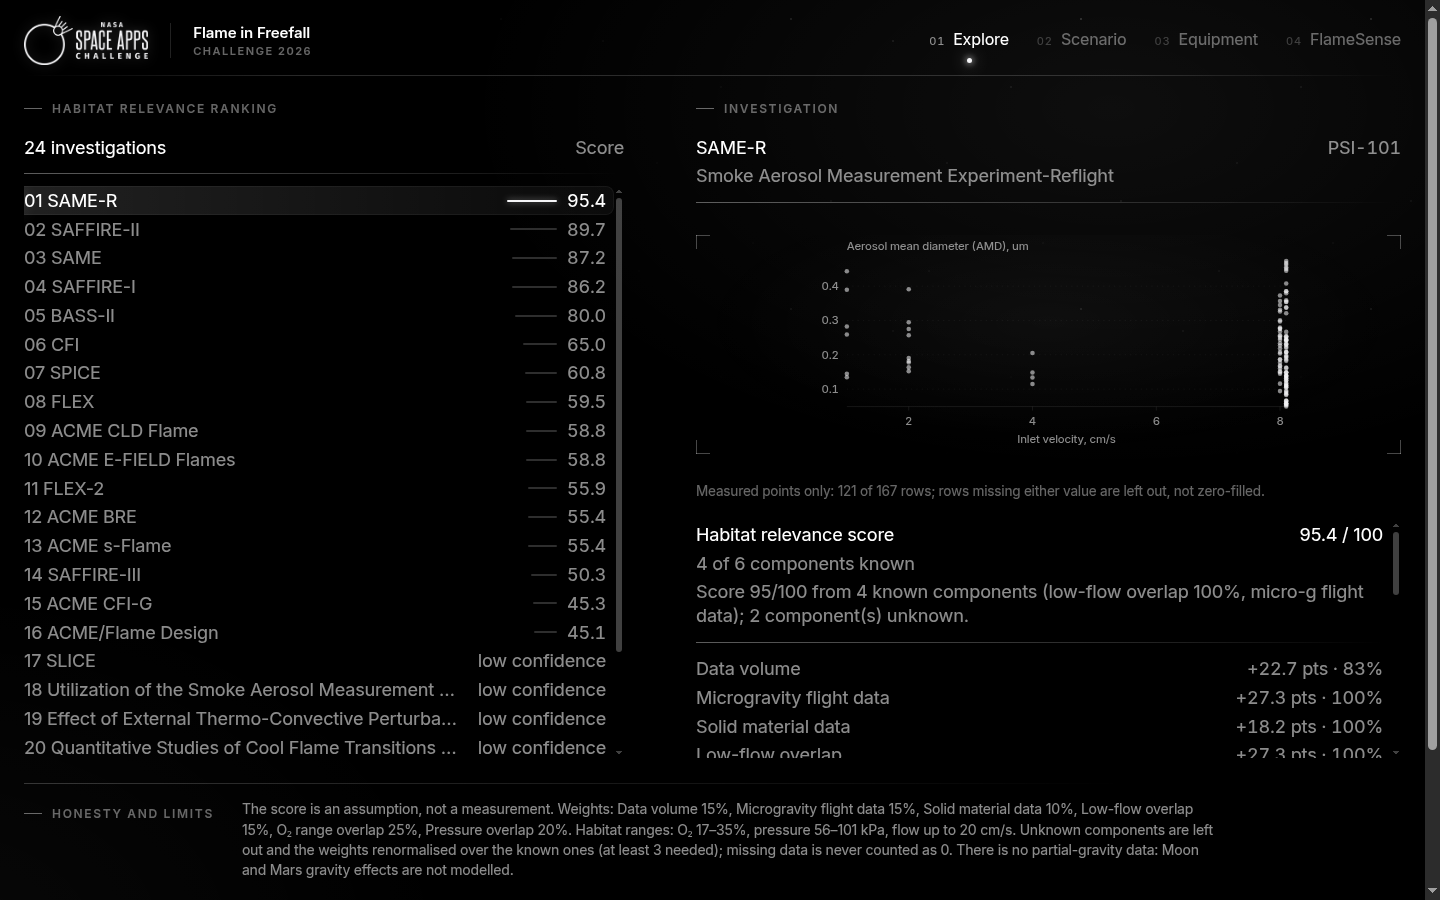 NASA
SPACE APPS
CHALLENGE
Flame in Freefall
CHALLENGE 2026
01 Explore
02 Scenario
03 Equipment
04 FlameSense
HABITAT RELEVANCE RANKING
24 investigations Score
01 SAME-R 95.4
02 SAFFIRE-II 89.7
03 SAME 87.2
04 SAFFIRE-I 86.2
05 BASS-II 80.0
06 CFI 65.0
07 SPICE 60.8
08 FLEX 59.5
09 ACME CLD Flame 58.8
10 ACME E-FIELD Flames 58.8
11 FLEX-2 55.9
12 ACME BRE 55.4
13 ACME s-Flame 55.4
14 SAFFIRE-III 50.3
15 ACME CFI-G 45.3
16 ACME/Flame Design 45.1
17 SLICE low confidence
18 Utilization of the Smoke Aerosol Measurement ... low confidence
19 Effect of External Thermo-Convective Perturba... low confidence
20 Quantitative Studies of Cool Flame Transitions ... low confidence
INVESTIGATION
SAME-R PSI-101
Smoke Aerosol Measurement Experiment-Reflight
Aerosol mean diameter (AMD), um
0.4
0.3
0.2
0.1
2 4 6 8
Inlet velocity, cm/s
Measured points only: 121 of 167 rows; rows missing either value are left out, not zero-filled.
Habitat relevance score 95.4 / 100
4 of 6 components known
Score 95/100 from 4 known components (low-flow overlap 100%, micro-g flight
data); 2 component(s) unknown.
Data volume +22.7 pts · 83%
Microgravity flight data +27.3 pts · 100%
Solid material data +18.2 pts · 100%
Low-flow overlap +27.3 pts · 100%
HONESTY AND LIMITS
The score is an assumption, not a measurement. Weights: Data volume 15%, Microgravity flight data 15%, Solid material data 10%, Low-flow overlap
15%, O₂ range overlap 25%, Pressure overlap 20%. Habitat ranges: O₂ 17–35%, pressure 56–101 kPa, flow up to 20 cm/s. Unknown components are left
out and the weights renormalised over the known ones (at least 3 needed); missing data is never counted as 0. There is no partial-gravity data: Moon
and Mars gravity effects are not modelled.